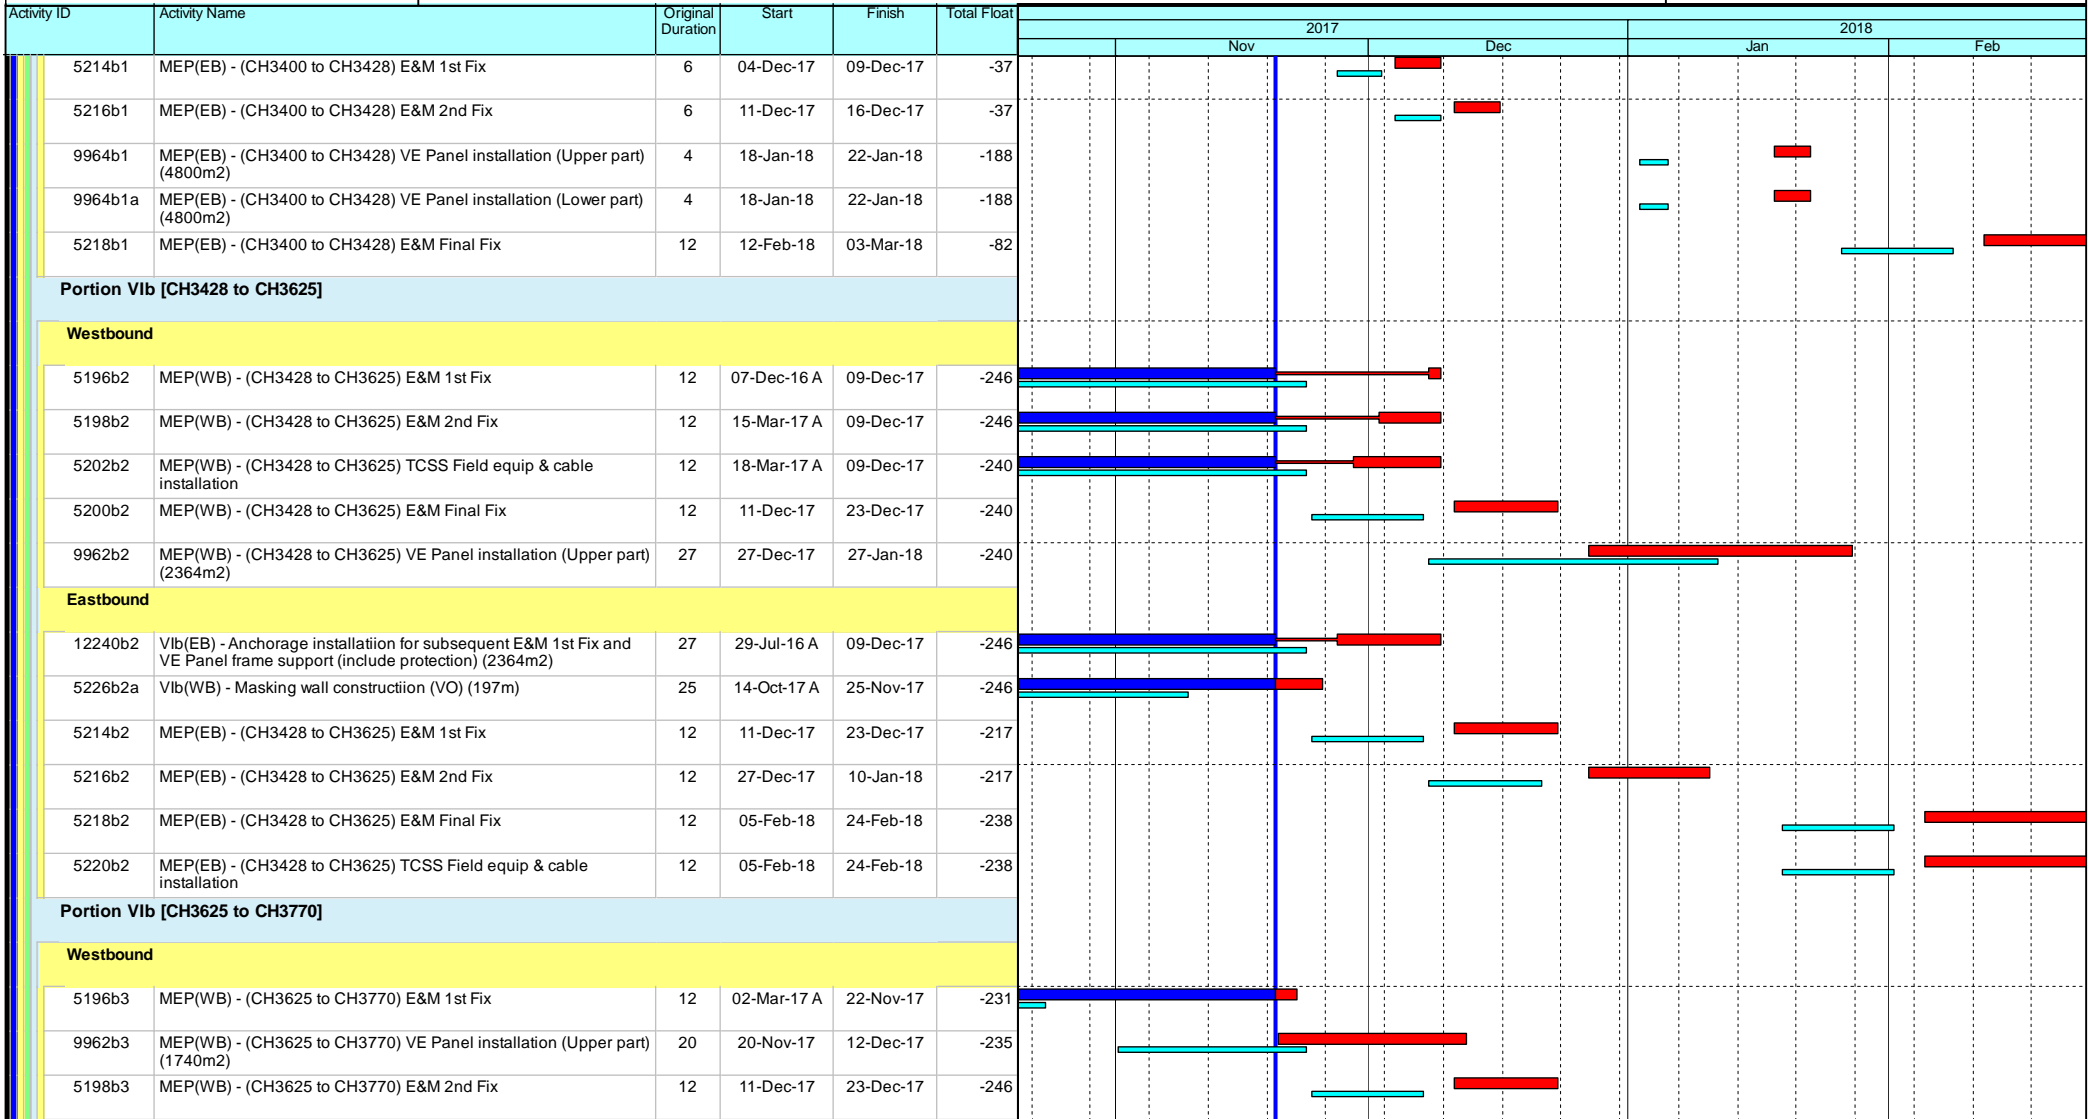 Activity ID Activity Name Original Duration Start Finish Total Float
2017 2018
Nov Dec Jan Feb
5214b1 MEP(EB) - (CH3400 to CH3428) E&M 1st Fix 6 04-Dec-17 09-Dec-17 -37
5216b1 MEP(EB) - (CH3400 to CH3428) E&M 2nd Fix 6 11-Dec-17 16-Dec-17 -37
9964b1 MEP(EB) - (CH3400 to CH3428) VE Panel installation (Upper part) 4 18-Jan-18 22-Jan-18 -188
(4800m2)
9964b1a MEP(EB) - (CH3400 to CH3428) VE Panel installation (Lower part) 4 18-Jan-18 22-Jan-18 -188
(4800m2)
5218b1 MEP(EB) - (CH3400 to CH3428) E&M Final Fix 12 12-Feb-18 03-Mar-18 -82
Portion VIb [CH3428 to CH3625]
Westbound
5196b2 MEP(WB) - (CH3428 to CH3625) E&M 1st Fix 12 07-Dec-16 A 09-Dec-17 -246
5198b2 MEP(WB) - (CH3428 to CH3625) E&M 2nd Fix 12 15-Mar-17 A 09-Dec-17 -246
5202b2 MEP(WB) - (CH3428 to CH3625) TCSS Field equip & cable 12 18-Mar-17 A 09-Dec-17 -240
installation
5200b2 MEP(WB) - (CH3428 to CH3625) E&M Final Fix 12 11-Dec-17 23-Dec-17 -240
9962b2 MEP(WB) - (CH3428 to CH3625) VE Panel installation (Upper part) 27 27-Dec-17 27-Jan-18 -240
(2364m2)
Eastbound
12240b2 VIb(EB) - Anchorage installatiion for subsequent E&M 1st Fix and 27 29-Jul-16 A 09-Dec-17 -246
VE Panel frame support (include protection) (2364m2)
5226b2a VIb(WB) - Masking wall constructiion (VO) (197m) 25 14-Oct-17 A 25-Nov-17 -246
5214b2 MEP(EB) - (CH3428 to CH3625) E&M 1st Fix 12 11-Dec-17 23-Dec-17 -217
5216b2 MEP(EB) - (CH3428 to CH3625) E&M 2nd Fix 12 27-Dec-17 10-Jan-18 -217
5218b2 MEP(EB) - (CH3428 to CH3625) E&M Final Fix 12 05-Feb-18 24-Feb-18 -238
5220b2 MEP(EB) - (CH3428 to CH3625) TCSS Field equip & cable 12 05-Feb-18 24-Feb-18 -238
installation
Portion VIb [CH3625 to CH3770]
Westbound
5196b3 MEP(WB) - (CH3625 to CH3770) E&M 1st Fix 12 02-Mar-17 A 22-Nov-17 -231
9962b3 MEP(WB) - (CH3625 to CH3770) VE Panel installation (Upper part) 20 20-Nov-17 12-Dec-17 -235
(1740m2)
5198b3 MEP(WB) - (CH3625 to CH3770) E&M 2nd Fix 12 11-Dec-17 23-Dec-17 -246